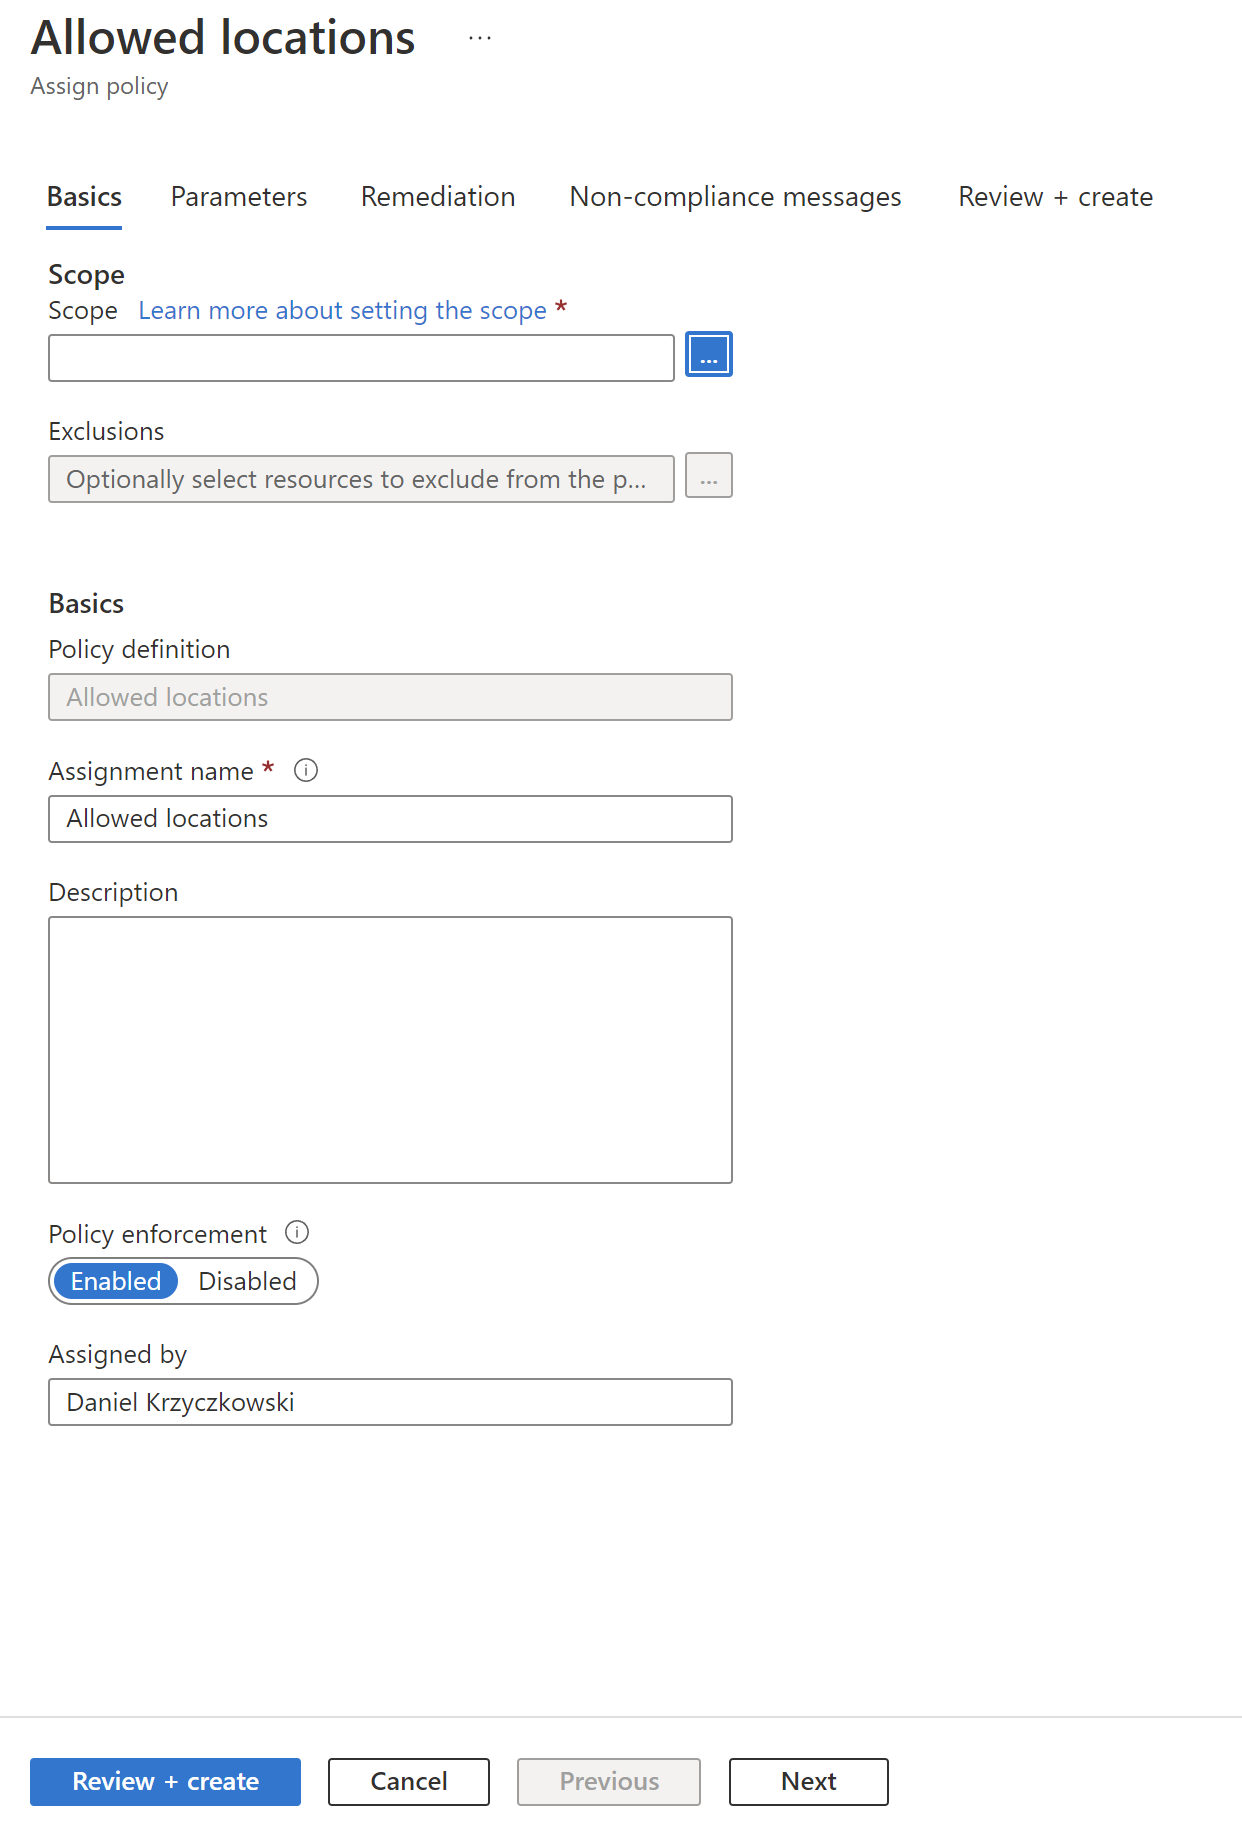 Allowed locations ...
Assign policy
Basics Parameters Remediation Non-compliance messages Review + create
Scope
Scope Learn more about setting the scope *
...
Exclusions
Optionally select resources to exclude from the p... ...
Basics
Policy definition
Allowed locations
Assignment name *
Allowed locations
Description
Policy enforcement
Enabled Disabled
Assigned by
Daniel Krzyczkowski
Review + create Cancel Previous Next